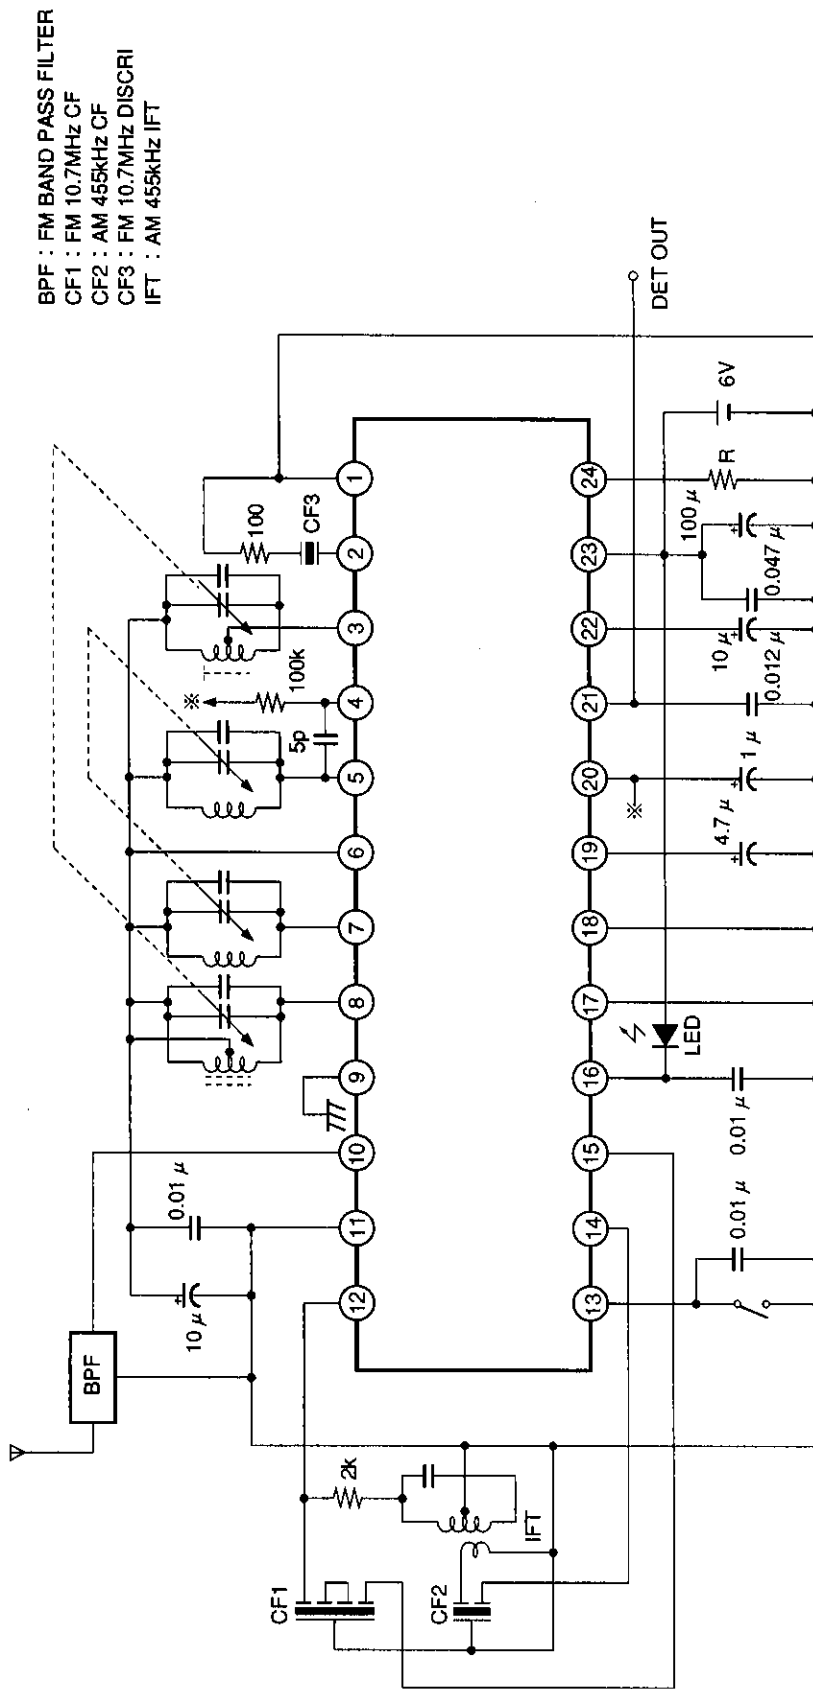 BPF : FM BAND PASS FILTER
CF1 : FM 10.7MHz CF
CF2 : AM 455kHz CF
CF3 : FM 10.7MHz DISCRI
IFT : AM 455kHz IFT
BPF
10 μ
0.01 μ
※
5p
100k
100
CF3
CF1
2k
CF2
IFT
12
11
10
9
8
7
6
5
4
3
2
1
13
14
15
16
17
18
19
20
21
22
23
24
DET OUT
※
LED
0.01 μ
0.01 μ
4.7 μ
1 μ
0.012 μ
10 μ
0.047 μ
100 μ
R
6V